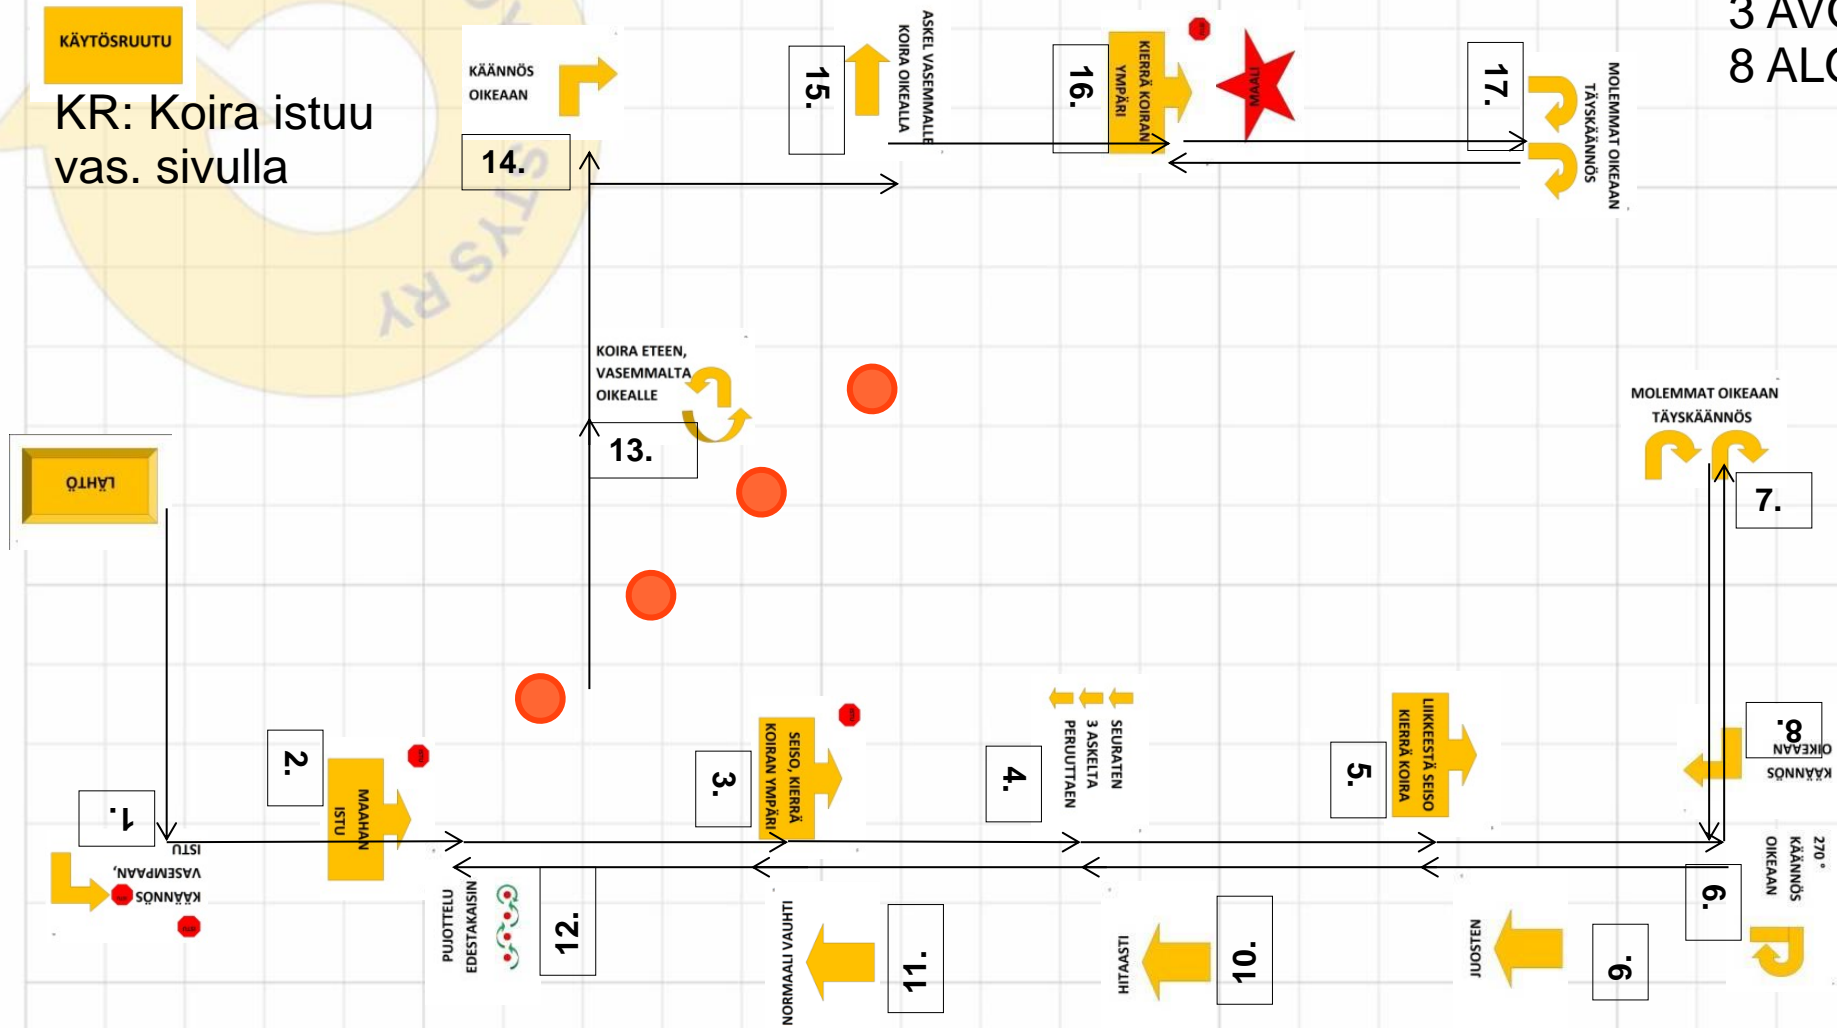 3 AVO
8 ALO
KÄYTÖSRUUTU
KR: Koira istuu
vas. sivulla
STYS RY
LÄHTÖ
1.
KÄÄNNÖS
VASEMPAAN,
ISTU
2.
MAAHAN
ISTU
3.
SEISO, KIERRÄ
KOIRAN YMPÄRI
4.
SEURATEN
3 ASKELTA
PERUUTTAEN
5.
LIIKKEESTÄ SEISO
KIERRÄ KOIRA
6.
270°
KÄÄNNÖS
OIKEAAN
7.
MOLEMMAT OIKEAAN
TÄYSKÄÄNNÖS
8.
KÄÄNNÖS
OIKEAAN
9.
JUOSTEN
10.
HITAASTI
11.
NORMAALI VAUHTI
12.
PUJOTTELU
EDESTAKAISIN
13.
KOIRA ETEEN,
VASEMMALTA
OIKEALLE
14.
KÄÄNNÖS
OIKEAAN
15.
ASKEL VASEMMALLE
KOIRA OIKEALLA
16.
KIERRÄ KOIRAN
YMPÄRI
MAALI
17.
MOLEMMAT OIKEAAN
TÄYSKÄÄNNÖS